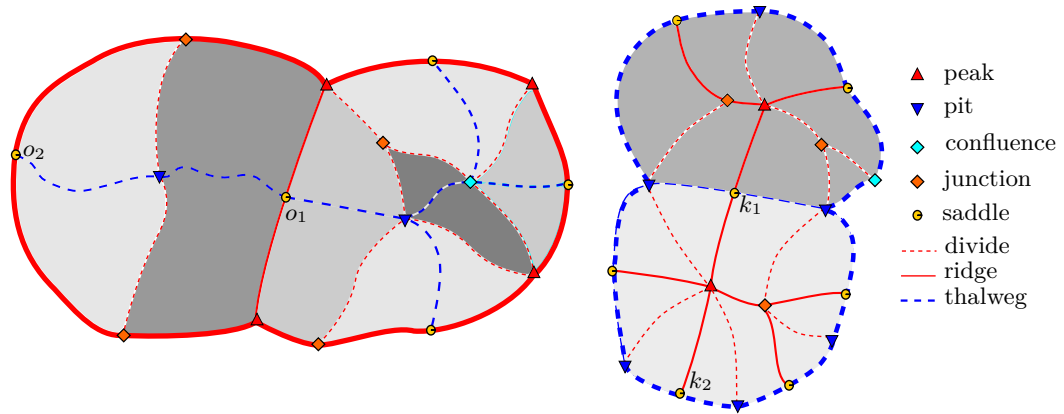 o2
o1
k1
k2
peak
pit
confluence
junction
saddle
divide
ridge
thalweg